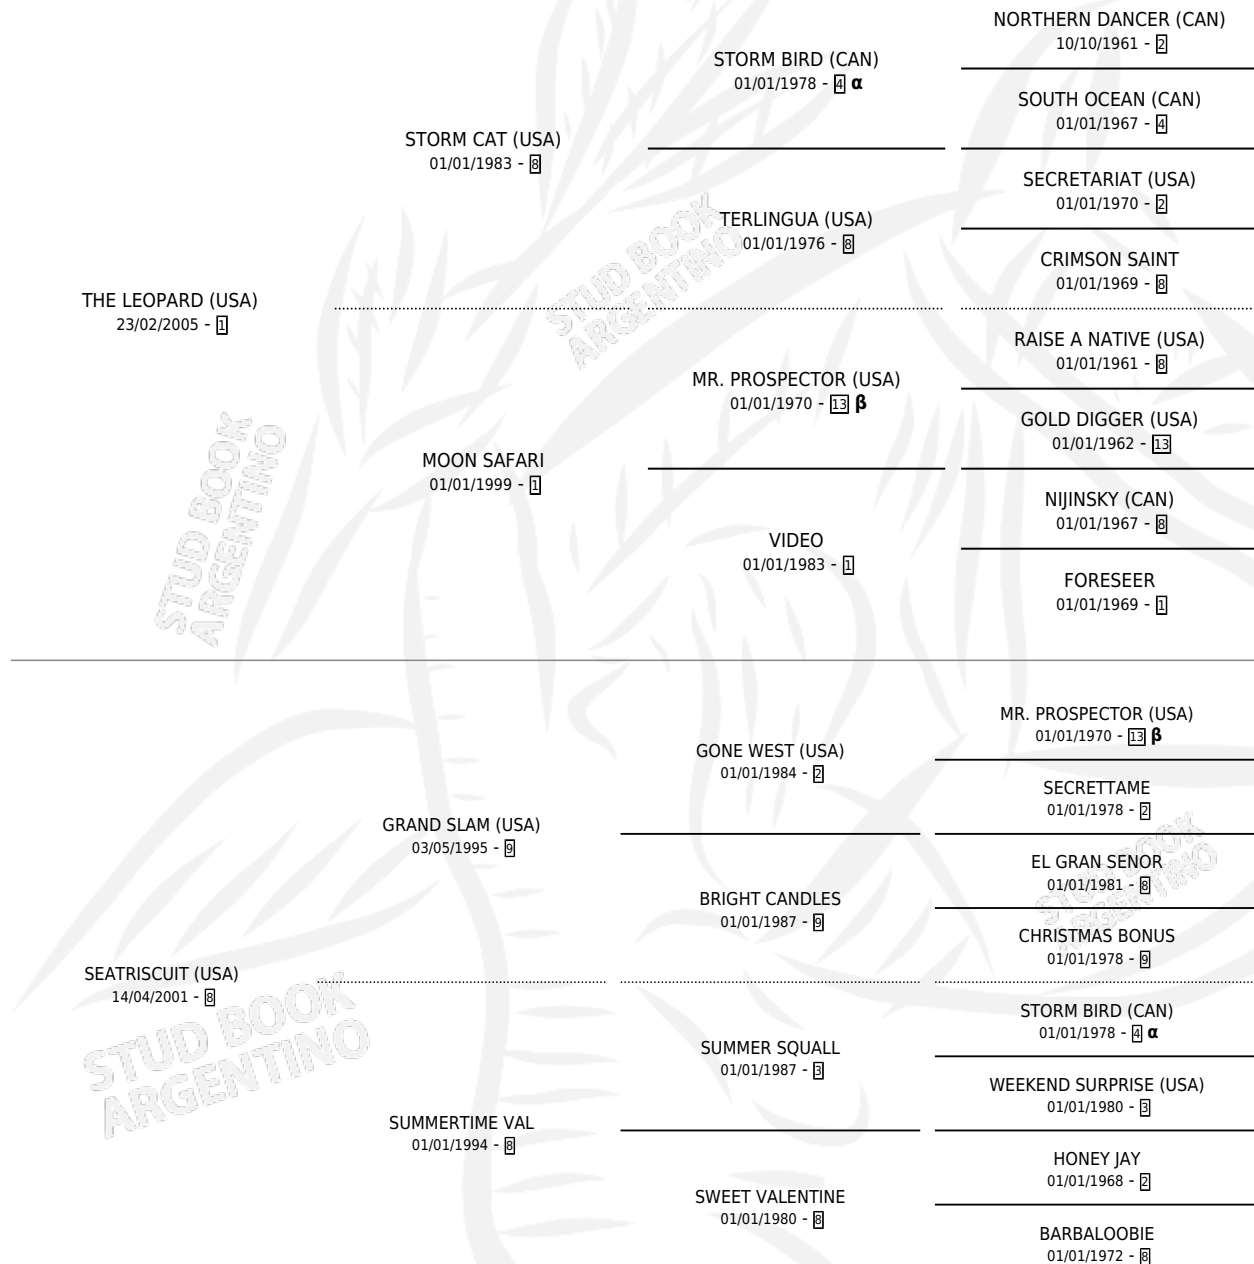 NORTHERN DANCER (CAN)
10/10/1961 - 2
STORM BIRD (CAN)
01/01/1978 - 4 α
SOUTH OCEAN (CAN)
01/01/1967 - 4
STORM CAT (USA)
01/01/1983 - 8
SECRETARIAT (USA)
01/01/1970 - 2
TERLINGUA (USA)
01/01/1976 - 8
CRIMSON SAINT
01/01/1969 - 8
THE LEOPARD (USA)
23/02/2005 - 1
RAISE A NATIVE (USA)
01/01/1961 - 8
MR. PROSPECTOR (USA)
01/01/1970 - 13 β
GOLD DIGGER (USA)
01/01/1962 - 13
MOON SAFARI
01/01/1999 - 1
NIJINSKY (CAN)
01/01/1967 - 8
VIDEO
01/01/1983 - 1
FORESEER
01/01/1969 - 1
MR. PROSPECTOR (USA)
01/01/1970 - 13 β
GONE WEST (USA)
01/01/1984 - 2
SECRETTAME
01/01/1978 - 2
GRAND SLAM (USA)
03/05/1995 - 9
EL GRAN SENOR
01/01/1981 - 8
BRIGHT CANDLES
01/01/1987 - 9
CHRISTMAS BONUS
01/01/1978 - 9
SEATRISCUIT (USA)
14/04/2001 - 8
STORM BIRD (CAN)
01/01/1978 - 4 α
SUMMER SQUALL
01/01/1987 - 3
WEEKEND SURPRISE (USA)
01/01/1980 - 3
SUMMERTIME VAL
01/01/1994 - 8
HONEY JAY
01/01/1968 - 2
SWEET VALENTINE
01/01/1980 - 8
BARBALOOBIE
01/01/1972 - 8
STUD BOOK
ARGENTINO
STUD BOOK
ARGENTINO
STUD BOOK
ARGENTINO
STUD BOOK
ARGENTINO